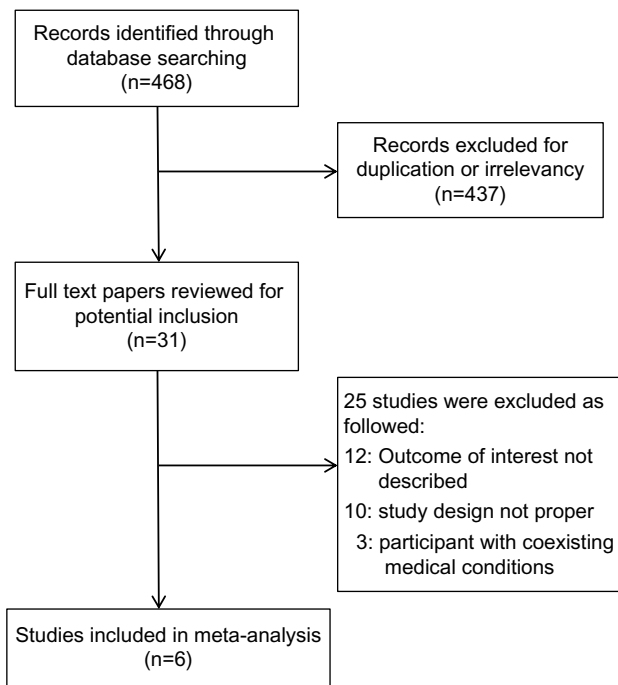 Records identified through
database searching
(n=468)
Records excluded for
duplication or irrelevancy
(n=437)
Full text papers reviewed for
potential inclusion
(n=31)
25 studies were excluded as
followed:
12: Outcome of interest not
described
10: study design not proper
3: participant with coexisting
medical conditions
Studies included in meta-analysis
(n=6)